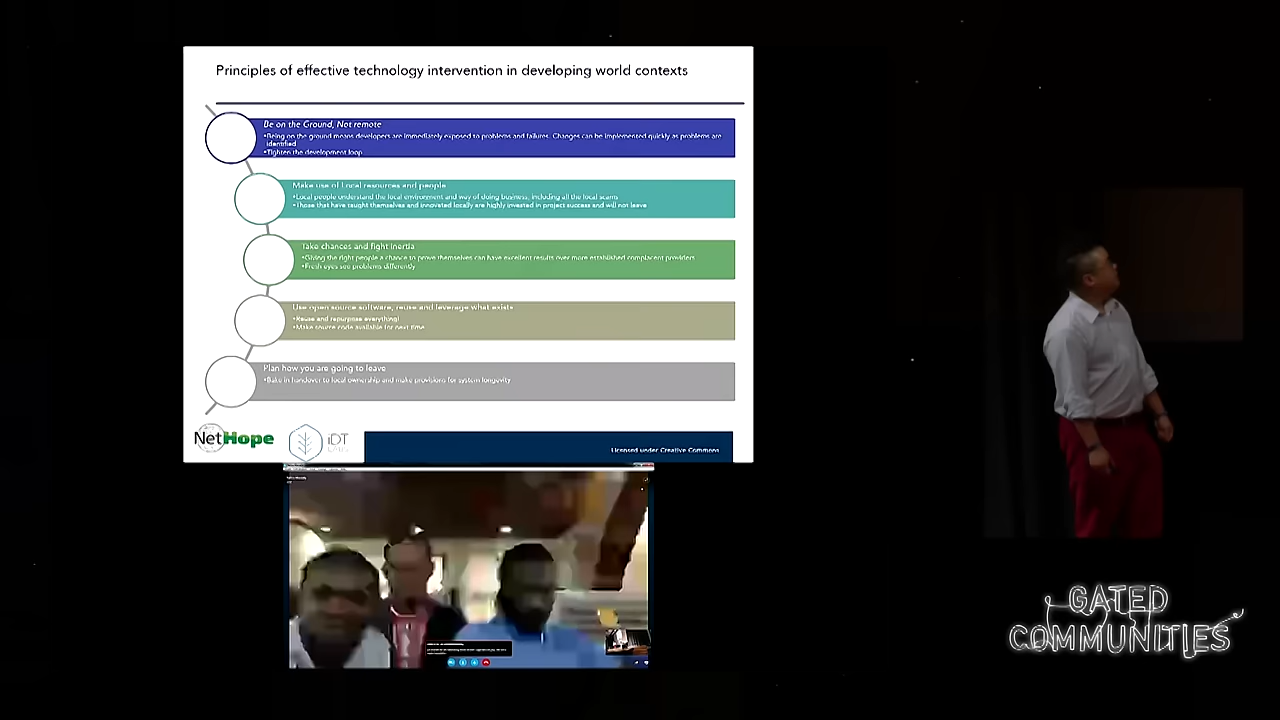 Principles of effective technology intervention in developing world contexts
Be on the Ground, Not remote
•Being on the ground means developers are immediately exposed to problems and failures. Changes can be implemented quickly as problems are
identified
•Tighten the development loop
Make use of Local resources and people
•Local people understand the local environment and way of doing business, including all the local scams
•Those that have taught themselves and innovated locally are highly invested in project success and will not leave
Take chances and fight inertia
•Giving the right people a chance to prove themselves can have excellent results over more established complacent providers
•Fresh eyes see problems differently
Use open source software, reuse and leverage what exists
•Reuse and repurpose everything!
•Make source code available for next time
Plan how you are going to leave
•Bake in handover to local ownership and make provisions for system longevity
NetHope
iDT
LABS
Licensed under Creative Commons
GATED
COMMUNITIES